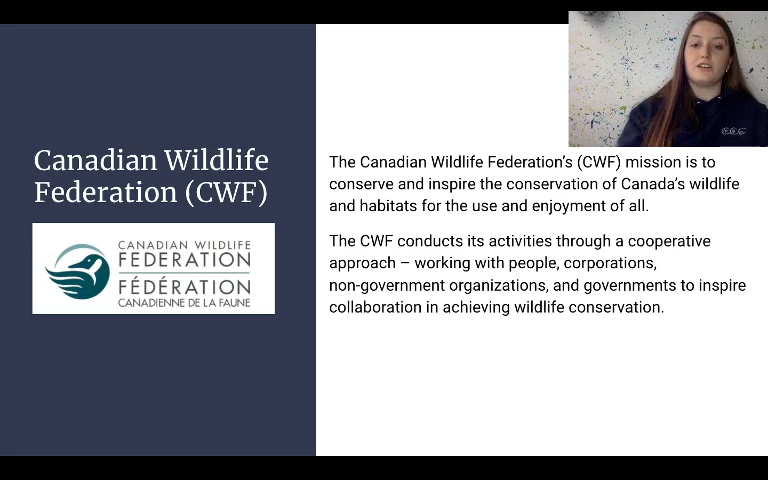 Canadian Wildlife
Federation (CWF)
CANADIAN WILDLIFE
FEDERATION
FÉDÉRATION
CANADIENNE DE LA FAUNE
The Canadian Wildlife Federation's (CWF) mission is to
conserve and inspire the conservation of Canada's wildlife
and habitats for the use and enjoyment of all.
The CWF conducts its activities through a cooperative
approach – working with people, corporations,
non-government organizations, and governments to inspire
collaboration in achieving wildlife conservation.